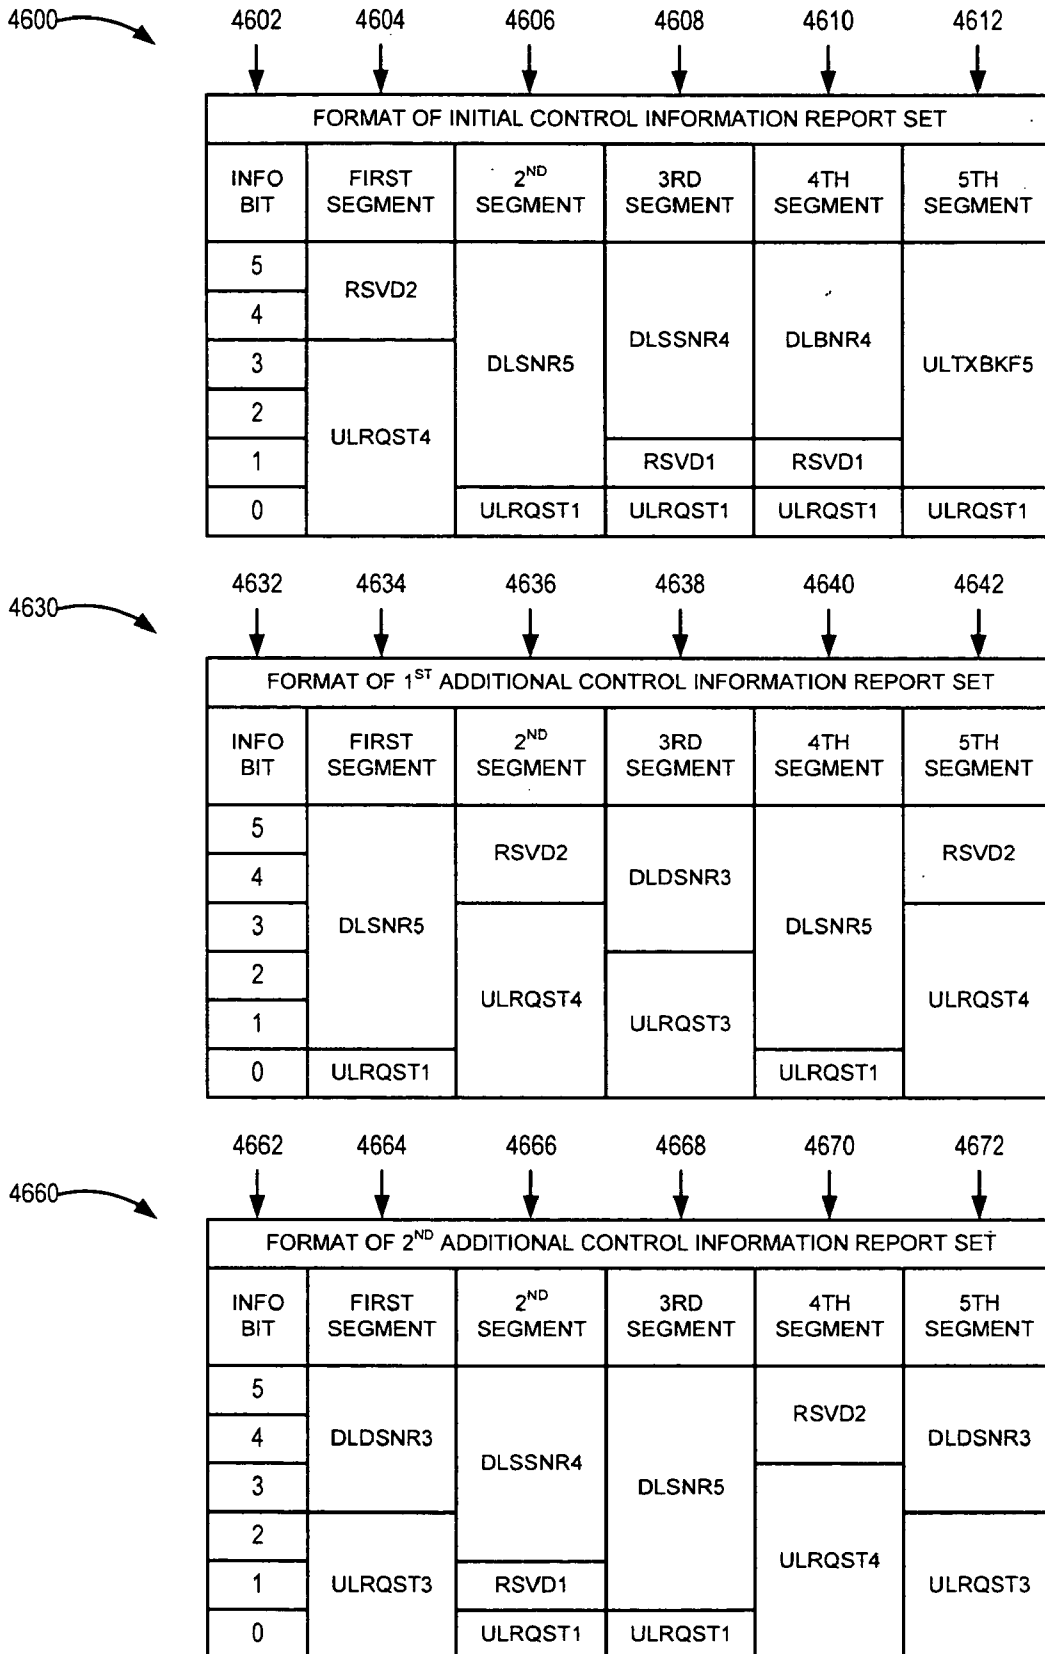 4600 4602 4604 4606 4608 4610 4612
FORMAT OF INITIAL CONTROL INFORMATION REPORT SET
INFO BIT FIRST SEGMENT 2ND SEGMENT 3RD SEGMENT 4TH SEGMENT 5TH SEGMENT
5 RSVD2 DLSNR5 DLSSNR4 DLBNR4 ULTXBKF5
4
3 ULRQST4
2
1 RSVD1 RSVD1
0 ULRQST1 ULRQST1 ULRQST1 ULRQST1
4630 4632 4634 4636 4638 4640 4642
FORMAT OF 1ST ADDITIONAL CONTROL INFORMATION REPORT SET
INFO BIT FIRST SEGMENT 2ND SEGMENT 3RD SEGMENT 4TH SEGMENT 5TH SEGMENT
5 DLSNR5 RSVD2 DLDSNR3 DLSNR5 RSVD2
4
3 ULRQST4 ULRQST4
2 ULRQST3
1
0 ULRQST1 ULRQST1
4660 4662 4664 4666 4668 4670 4672
FORMAT OF 2ND ADDITIONAL CONTROL INFORMATION REPORT SET
INFO BIT FIRST SEGMENT 2ND SEGMENT 3RD SEGMENT 4TH SEGMENT 5TH SEGMENT
5 DLDSNR3 DLSSNR4 DLSNR5 RSVD2 DLDSNR3
4
3 ULRQST4
2 ULRQST3 ULRQST3
1 RSVD1
0 ULRQST1 ULRQST1